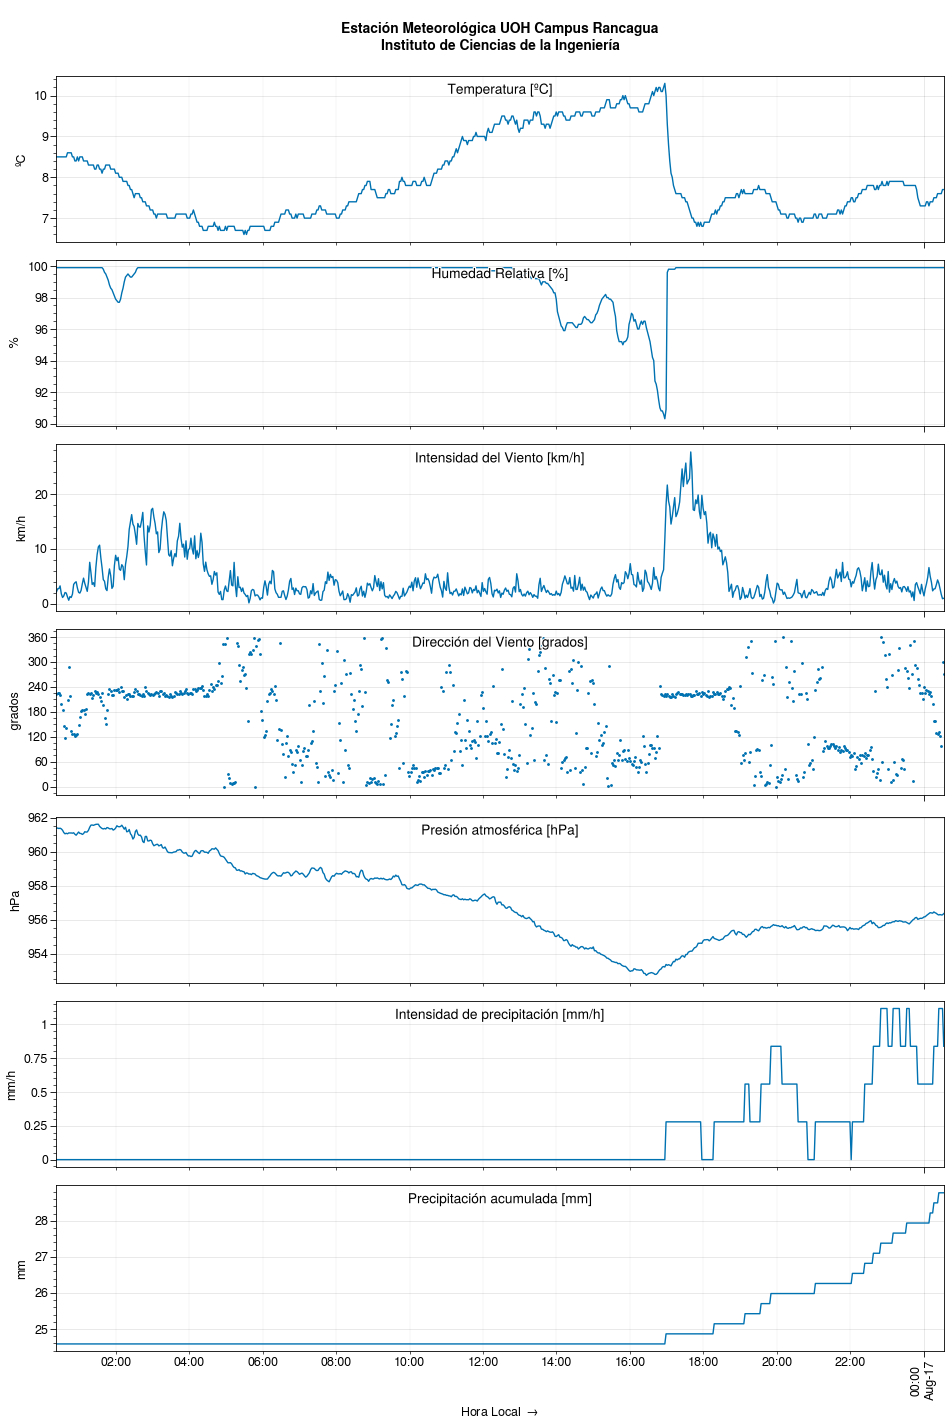 Estación Meteorológica UOH Campus Rancagua
Instituto de Ciencias de la Ingeniería
Temperatura [ºC]
10
9
8
7
ºC
Humedad Relativa [%]
100
98
96
94
92
90
%
Intensidad del Viento [km/h]
20
10
0
km/h
Dirección del Viento [grados]
360
300
240
180
120
60
0
grados
Presión atmosférica [hPa]
962
960
958
956
954
hPa
Intensidad de precipitación [mm/h]
1
0.75
0.5
0.25
0
mm/h
Precipitación acumulada [mm]
28
27
26
25
mm
02:00 04:00 06:00 08:00 10:00 12:00 14:00 16:00 18:00 20:00 22:00 00:00
Aug-17
Hora Local →